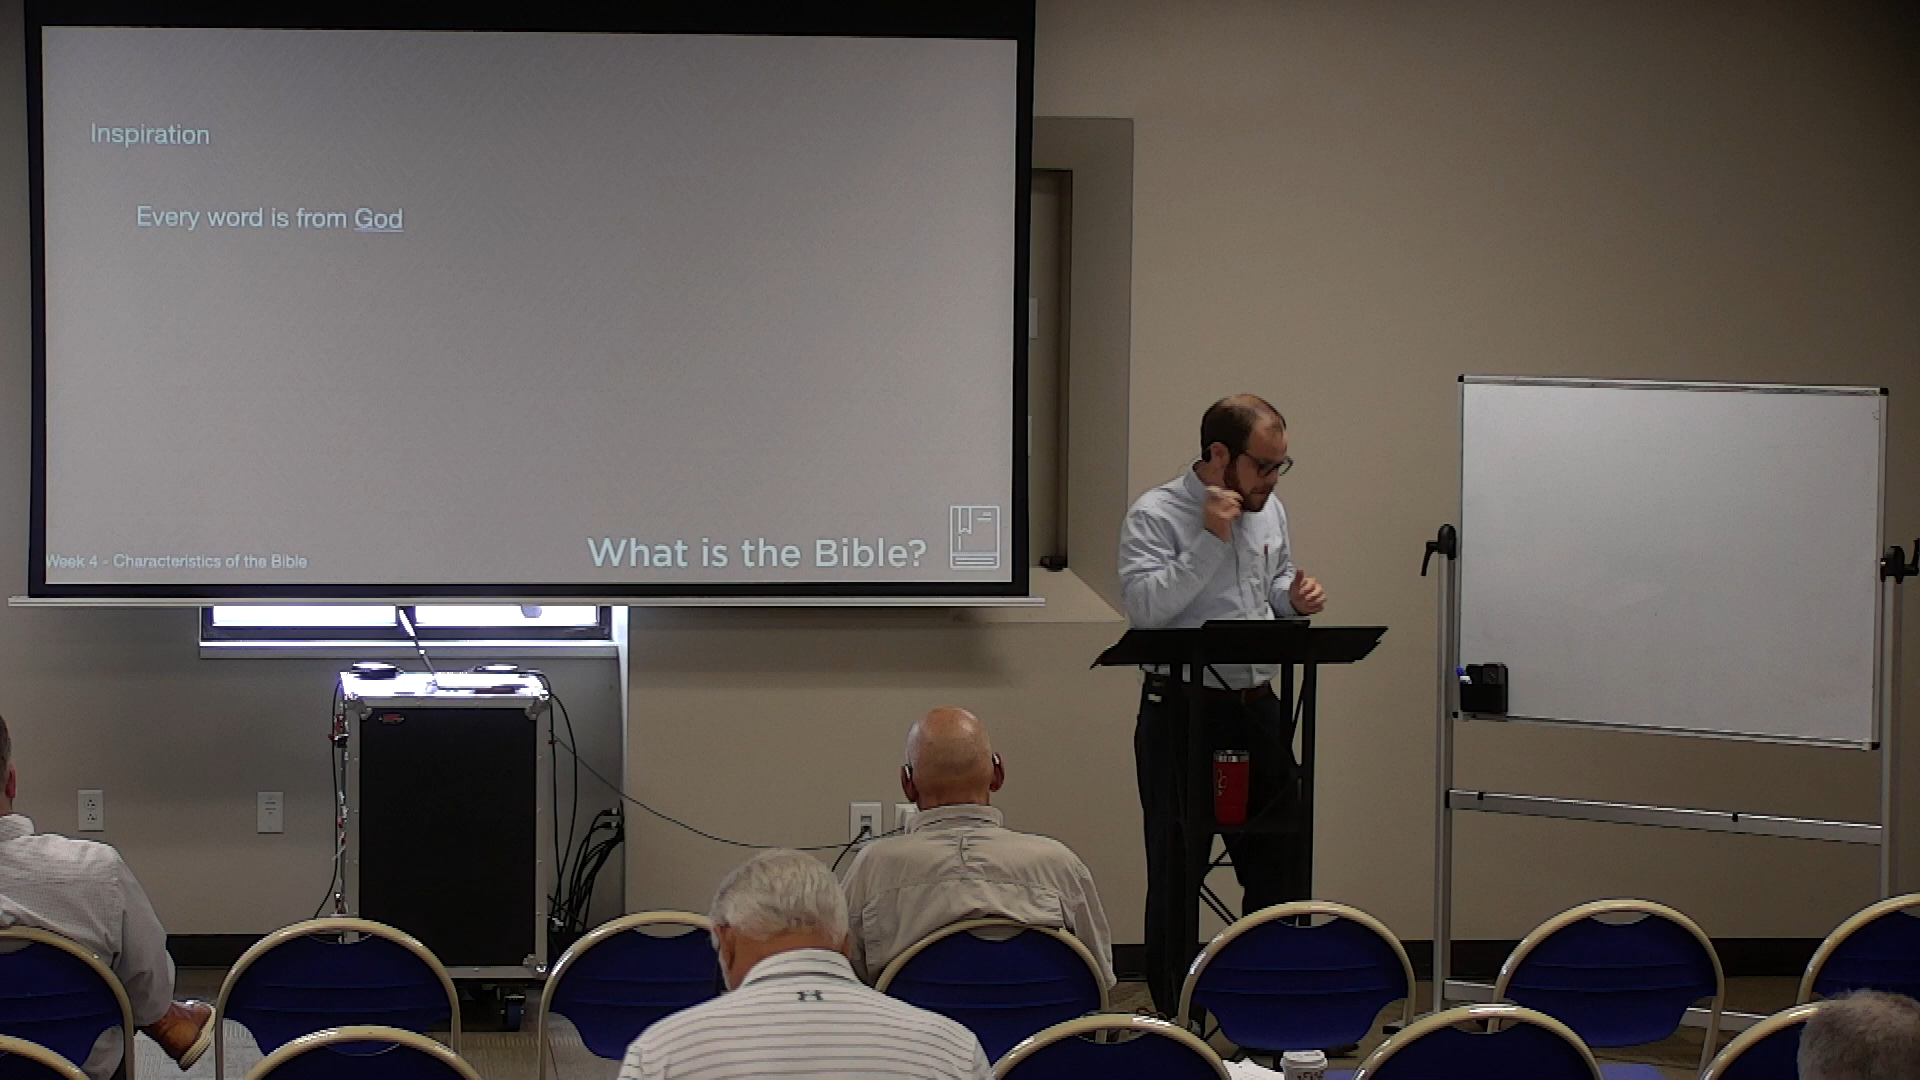 Inspiration
Every word is from God
What is the Bible?
Week 4 - Characteristics of the Bible